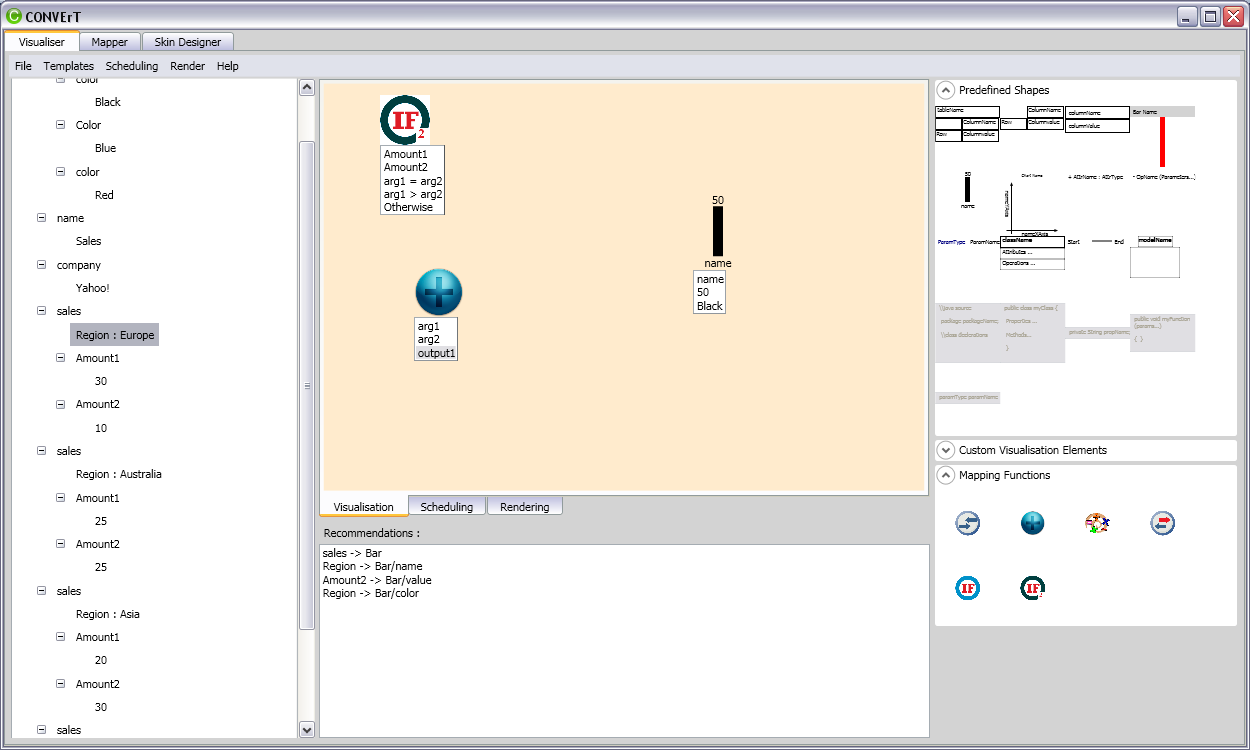 CONVErT
Visualiser Mapper Skin Designer
File Templates Scheduling Render Help
color
Black
Color
Blue
color
Red
name
Sales
company
Yahoo!
sales
Region : Europe
Amount1
30
Amount2
10
sales
Region : Australia
Amount1
25
Amount2
25
sales
Region : Asia
Amount1
20
Amount2
30
sales
IF 2
Amount1
Amount2
arg1 = arg2
arg1 > arg2
Otherwise
arg1
arg2
output1
50
name
name
50
Black
Visualisation Scheduling Rendering
Recommendations :
sales -> Bar
Region -> Bar/name
Amount2 -> Bar/value
Region -> Bar/color
Predefined Shapes
tableName
ColumnName
Row ColumnValue
ColumnName
Row ColumnValue
columnName
columnValue
Bar Name
50
name
Start Name
nameYAxis
nameXAxis
+ AttrName : AttrType
- OpName (Parameters...)
ParamType ParamName
className
Attributes ...
Operations ...
Start End
modelName
\\java source
package packageName;
\\class declarations
public class myClass {
Properties ...
Methods...
}
private String propName;
public void myFunction
(params...)
{ }
paramType paramName
Custom Visualisation Elements
Mapping Functions
IF
IF 2